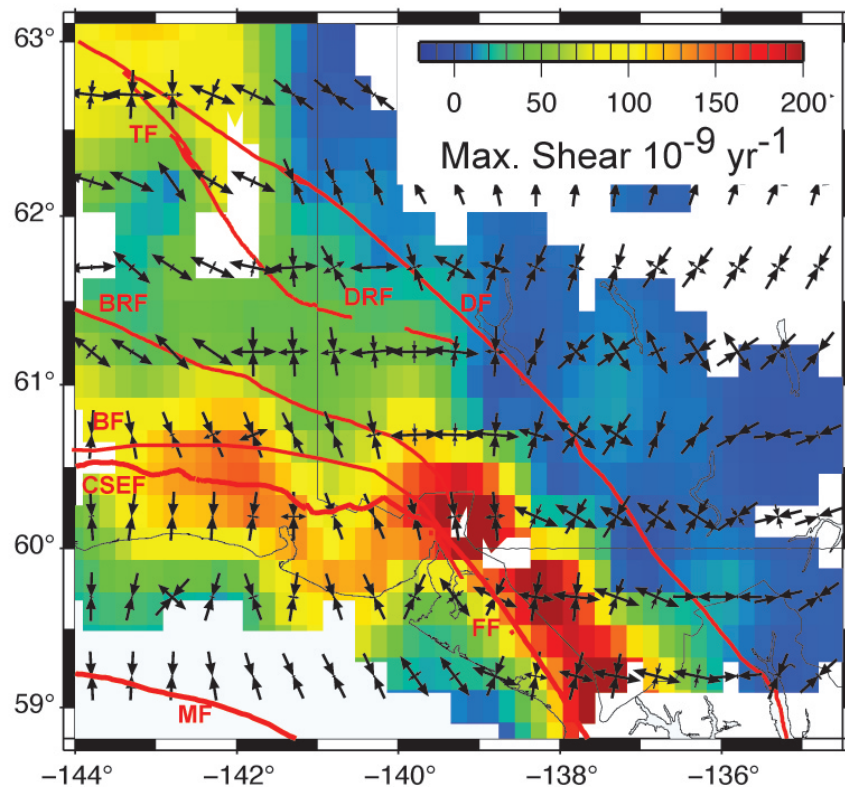 63°
0 50 100 150 200
Max. Shear 10⁻⁹ yr⁻¹
TF
62°
BRF
DRF
DF
61°
BF
CSEF
60°
FF
59°
MF
−144° −142° −140° −138° −136°